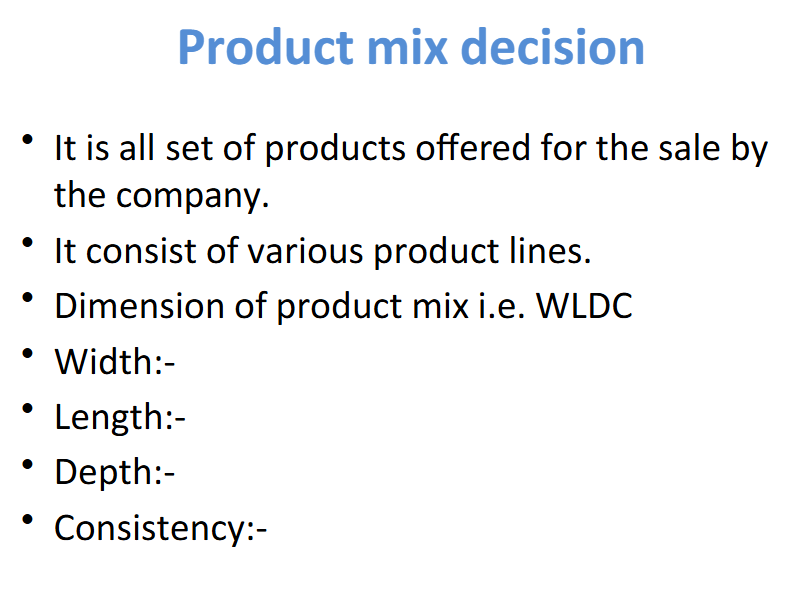 Product mix decision
• It is all set of products offered for the sale by
the company.
• It consist of various product lines.
• Dimension of product mix i.e. WLDC
• Width:-
• Length:-
• Depth:-
• Consistency:-